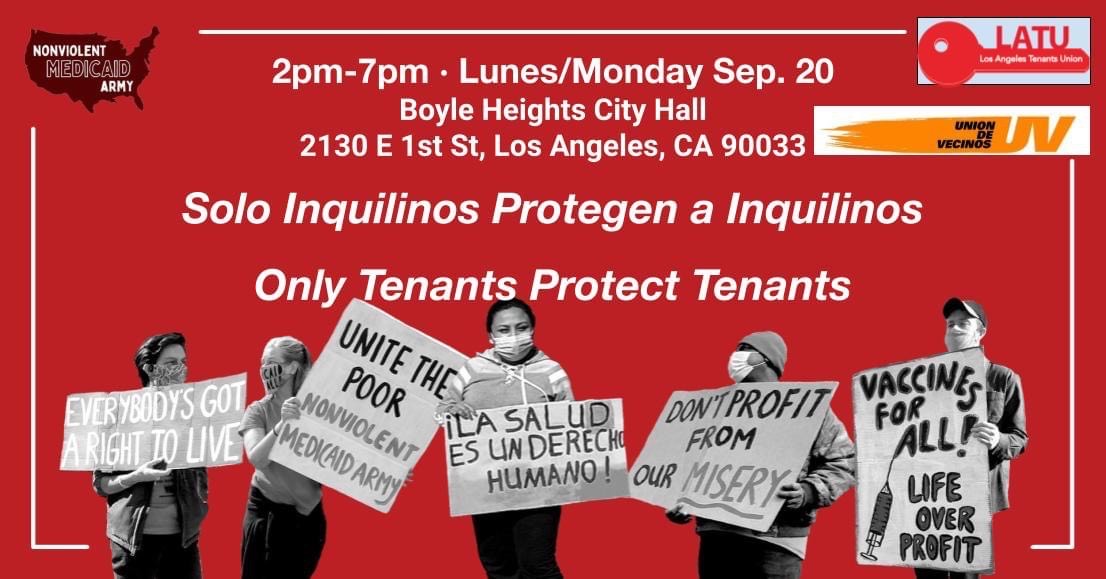 NONVIOLENT
MEDICAID
ARMY
LATU
Los Angeles Tenants Union
2pm-7pm · Lunes/Monday Sep. 20
Boyle Heights City Hall
2130 E 1st St, Los Angeles, CA 90033
UNION
DE
VECINOS
UV
Solo Inquilinos Protegen a Inquilinos
Only Tenants Protect Tenants
EVERYBODY'S GOT
A RIGHT TO LIVE
UNITE THE
POOR
NONVIOLENT
MEDICAID ARMY
¡LA SALUD
ES UN DERECHO
HUMANO!
DON'T PROFIT
FROM
OUR MISERY
VACCINES
FOR
ALL!
LIFE
OVER
PROFIT